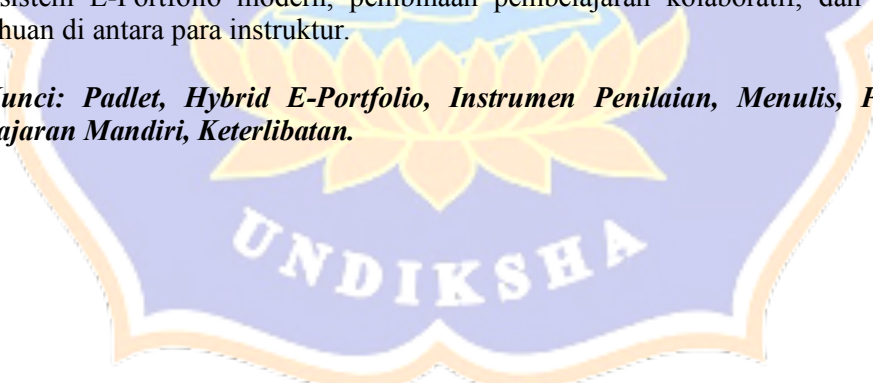 sistem E-Portfolio modern, pembinaan pembelajaran kolaboratif, dan
huan di antara para instruktur.
unci: Padlet, Hybrid E-Portfolio, Instrumen Penilaian, Menulis,
ajaran Mandiri, Keterlibatan.
UNDIKSHA